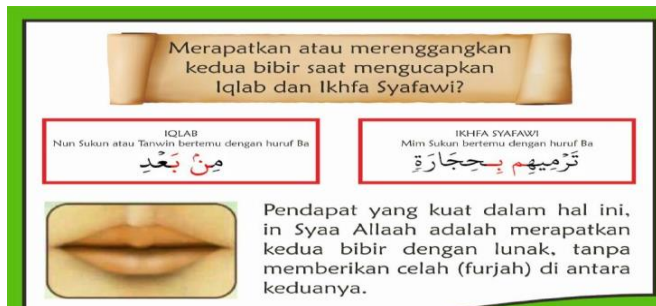 Merapatkan atau merenggangkan
kedua bibir saat mengucapkan
Iqlab dan Ikhfa Syafawi?
IQLAB
Nun Sukun atau Tanwin bertemu dengan huruf Ba
مِنْۢ بَعْدِ
IKHFA SYAFAWI
Mim Sukun bertemu dengan huruf Ba
تَرْمِيهِم بِحِجَارَةٍ
Pendapat yang kuat dalam hal ini,
in Syaa Allaah adalah merapatkan
kedua bibir dengan lunak, tanpa
memberikan celah (furjah) di antara
keduanya.